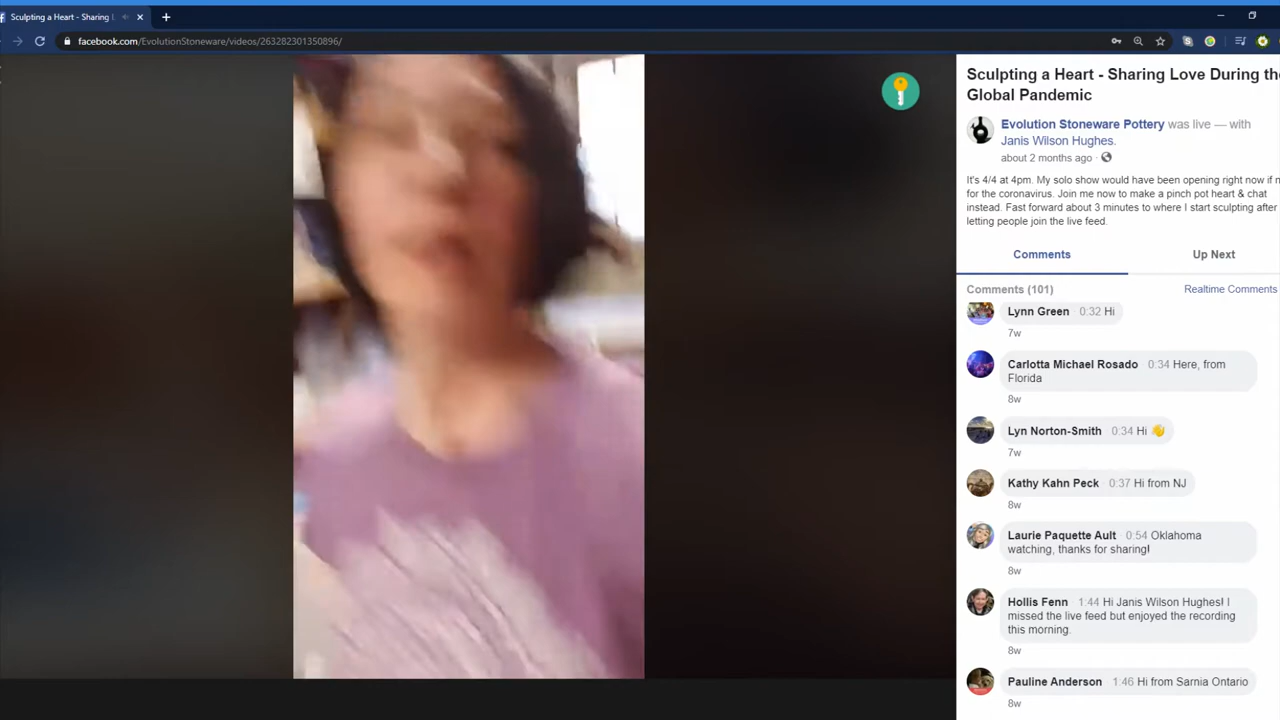 Sculpting a Heart - Sharing L
facebook.com/EvolutionStoneware/videos/263282301350896/
Sculpting a Heart - Sharing Love During the
Global Pandemic
Evolution Stoneware Pottery was live — with
Janis Wilson Hughes.
about 2 months ago
It's 4/4 at 4pm. My solo show would have been opening right now if n
for the coronavirus. Join me now to make a pinch pot heart & chat
instead. Fast forward about 3 minutes to where I start sculpting after
letting people join the live feed.
Comments Up Next
Comments (101) Realtime Comments
Lynn Green 0:32 Hi
7w
Carlotta Michael Rosado 0:34 Here, from
Florida
8w
Lyn Norton-Smith 0:34 Hi 👋
7w
Kathy Kahn Peck 0:37 Hi from NJ
8w
Laurie Paquette Ault 0:54 Oklahoma
watching, thanks for sharing!
8w
Hollis Fenn 1:44 Hi Janis Wilson Hughes! I
missed the live feed but enjoyed the recording
this morning.
8w
Pauline Anderson 1:46 Hi from Sarnia Ontario
8w